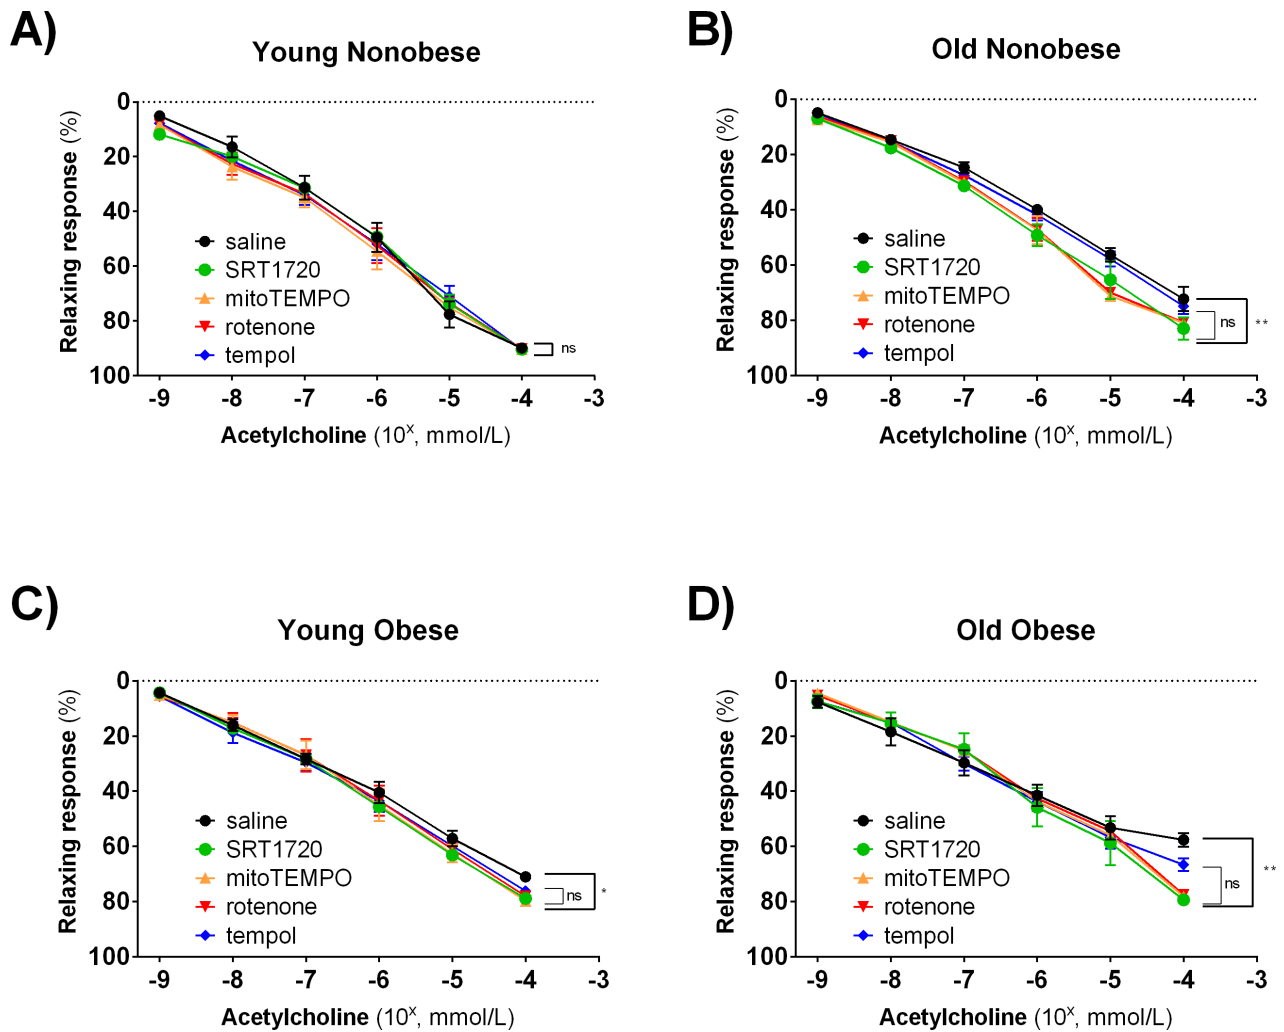 A)
Young Nonobese
0
20
40
60
80
100
Relaxing response (%)
saline
SRT1720
mitoTEMPO
rotenone
tempol
ns
-9 -8 -7 -6 -5 -4 -3
Acetylcholine (10ˣ, mmol/L)
B)
Old Nonobese
0
20
40
60
80
100
Relaxing response (%)
saline
SRT1720
mitoTEMPO
rotenone
tempol
ns
**
-9 -8 -7 -6 -5 -4 -3
Acetylcholine (10ˣ, mmol/L)
C)
Young Obese
0
20
40
60
80
100
Relaxing response (%)
saline
SRT1720
mitoTEMPO
rotenone
tempol
ns
*
-9 -8 -7 -6 -5 -4 -3
Acetylcholine (10ˣ, mmol/L)
D)
Old Obese
0
20
40
60
80
100
Relaxing response (%)
saline
SRT1720
mitoTEMPO
rotenone
tempol
ns
**
-9 -8 -7 -6 -5 -4 -3
Acetylcholine (10ˣ, mmol/L)